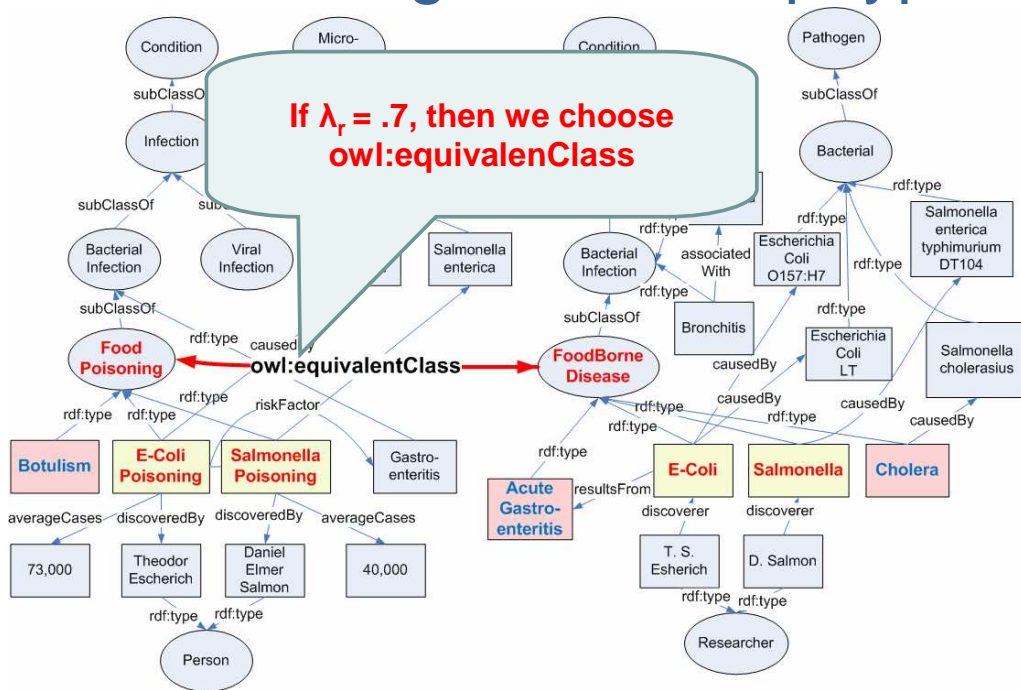 Condition
Micro-
Condition
Pathogen
subClassO
subClassOf
If λr = .7, then we choose
owl:equivalenClass
Infection
Bacterial
subClassOf
rdf:type
rdf:type
Bacterial
Infection
Viral
Infection
Salmonella
enterica
rdf:type
Bacterial
Infection
associated
With
Escherichia
Coli
O157:H7
Salmonella
enterica
typhimurium
DT104
rdf:type
rdf:type
rdf:type
subClassOf
rdf:type
subClassOf
Bronchitis
Escherichia
Coli
LT
Salmonella
cholerasius
Food
Poisoning
causedBy
owl:equivalentClass
FoodBorne
Disease
causedBy
rdf:type
rdf:type
rdf:type
riskFactor
rdf:type
rdf:type
causedBy
rdf:type
causedBy
causedBy
rdf:type
Botulism
E-Coli
Poisoning
Salmonella
Poisoning
Gastro-
enteritis
Acute
Gastro-
enteritis
resultsFrom
E-Coli
Salmonella
Cholera
averageCases
discoveredBy
discoveredBy
averageCases
discoverer
discoverer
73,000
Theodor
Escherich
Daniel
Elmer
Salmon
40,000
T. S.
Esherich
D. Salmon
rdf:type
rdf:type
rdf:type
rdf:type
Person
Researcher